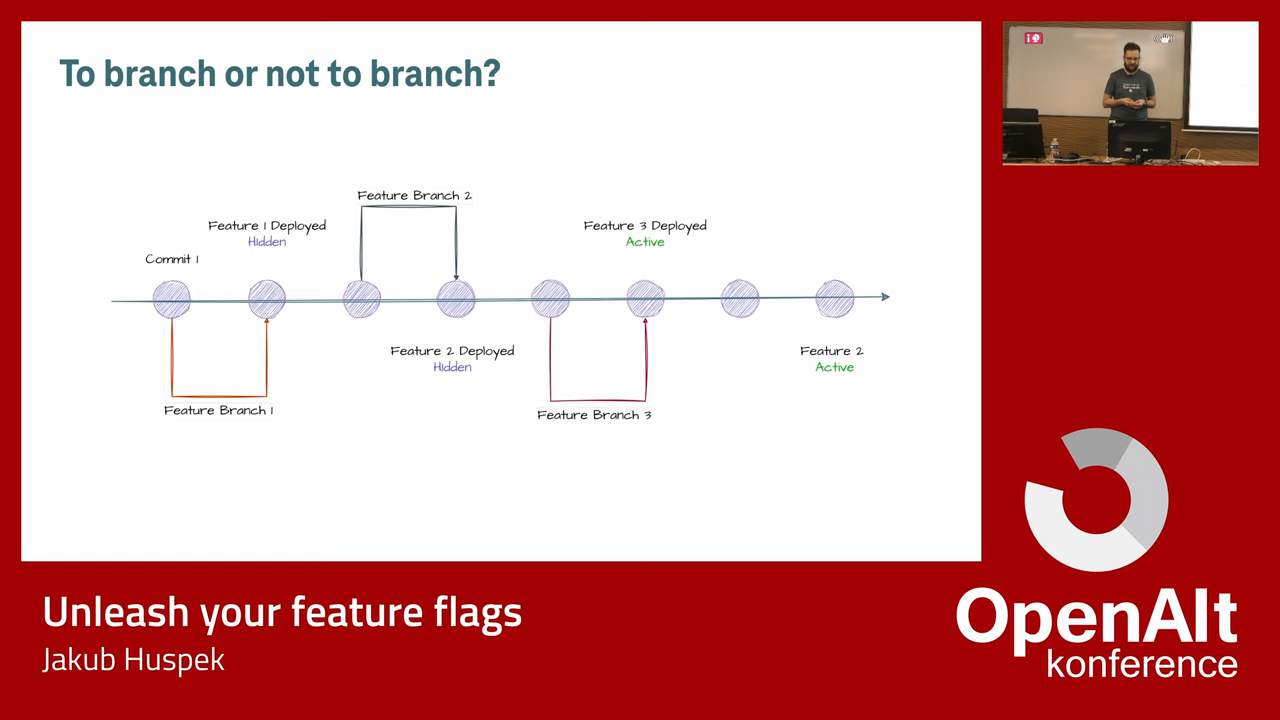 To branch or not to branch?
Feature Branch 2
Feature 1 Deployed
Hidden
Feature 3 Deployed
Active
Commit 1
Feature 2 Deployed
Hidden
Feature 2
Active
Feature Branch 1
Feature Branch 3
Unleash your feature flags
Jakub Huspek
OpenAlt
konference